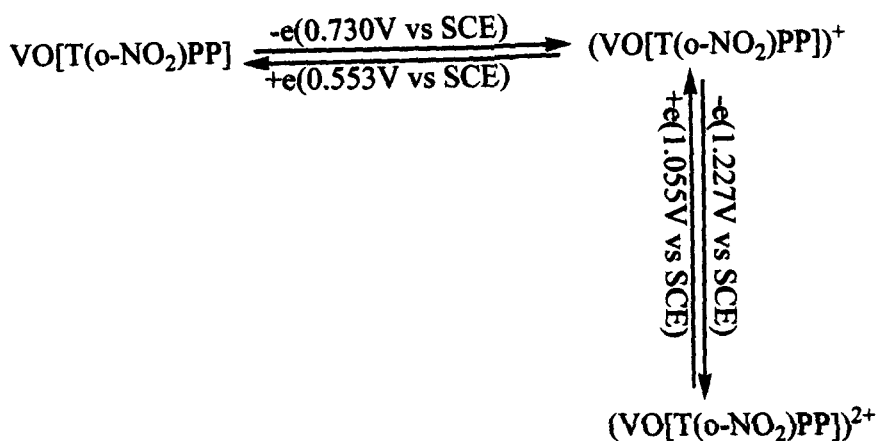 -e(0.730V vs SCE)
VO[T(o-NO₂)PP]
(VO[T(o-NO₂)PP])⁺
+e(0.553V vs SCE)
-e(1.227V vs SCE)
+e(1.055V vs SCE)
(VO[T(o-NO₂)PP])²⁺